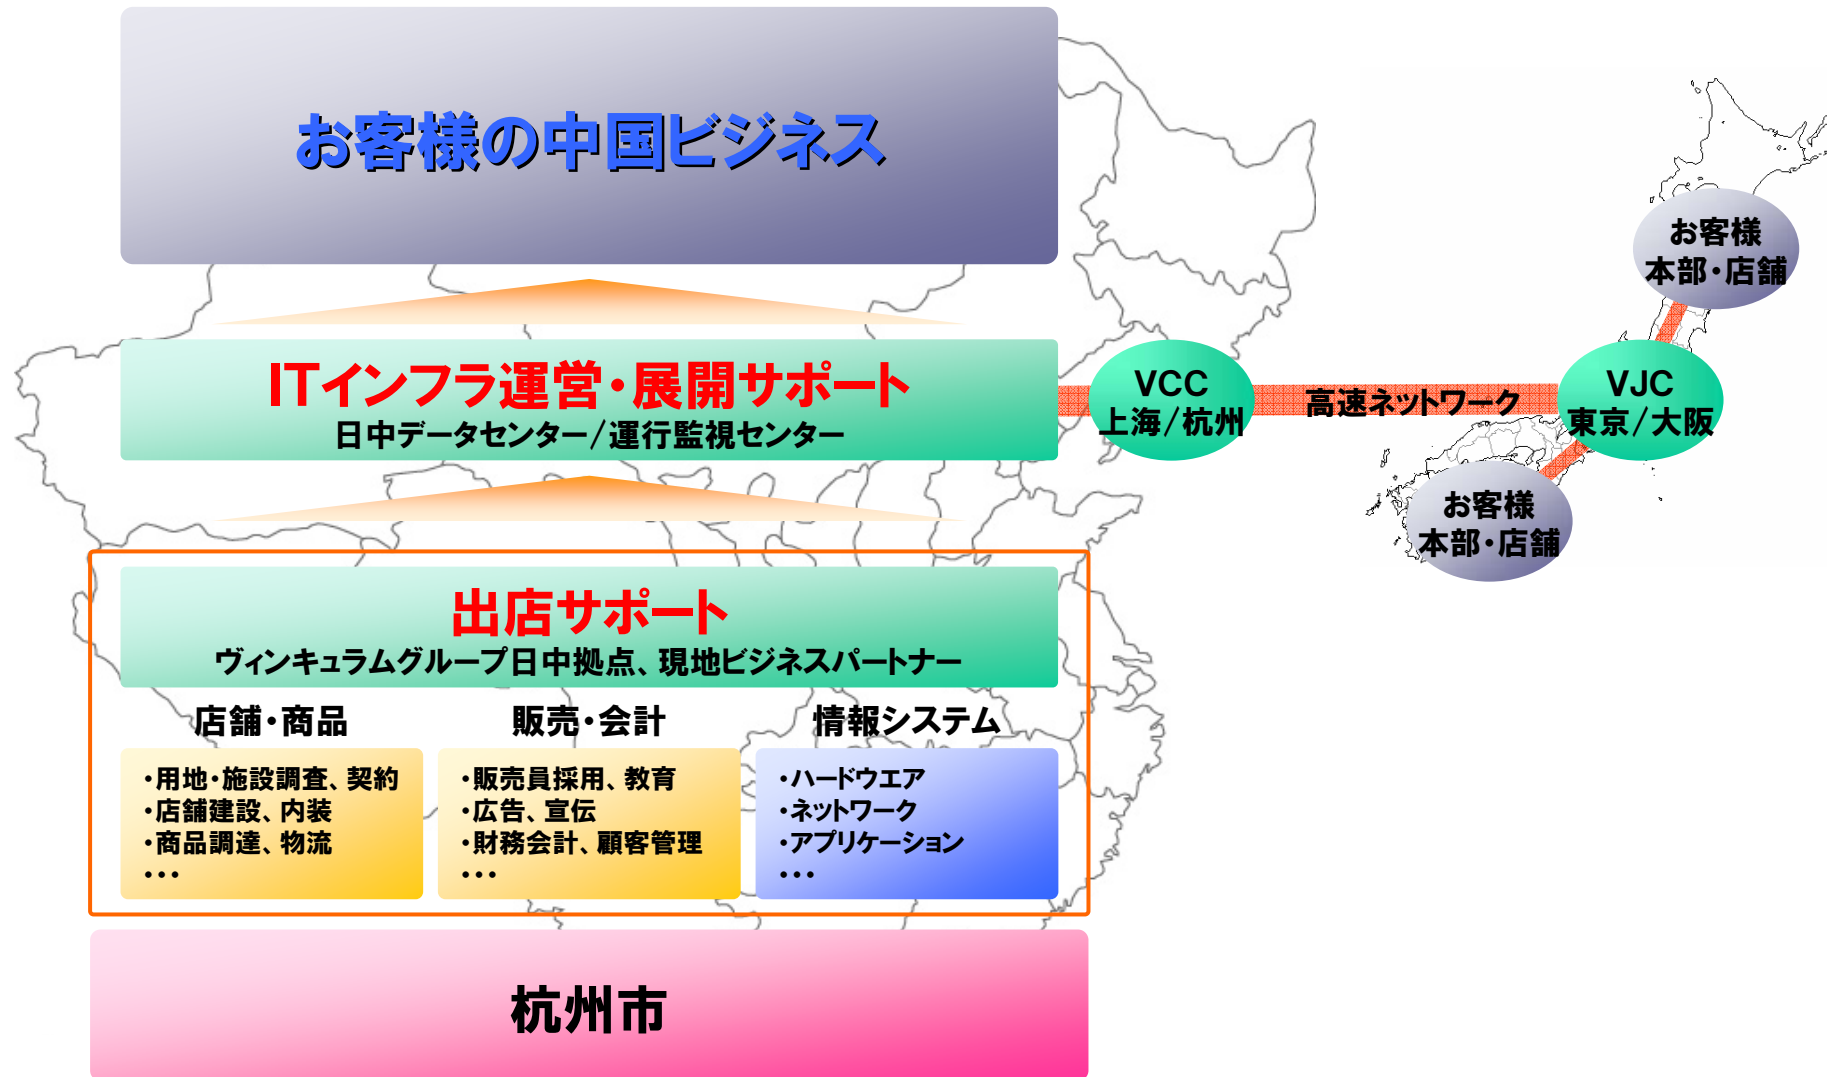 お客様の中国ビジネス
ITインフラ運営・展開サポート
日中データセンター/運行監視センター
VCC
上海/杭州
高速ネットワーク
VJC
東京/大阪
お客様
本部・店舗
お客様
本部・店舗
出店サポート
ヴィンキュラムグループ日中拠点、現地ビジネスパートナー
店舗・商品
・用地・施設調査、契約
・店舗建設、内装
・商品調達、物流
・・・
販売・会計
・販売員採用、教育
・広告、宣伝
・財務会計、顧客管理
・・・
情報システム
・ハードウエア
・ネットワーク
・アプリケーション
・・・
杭州市